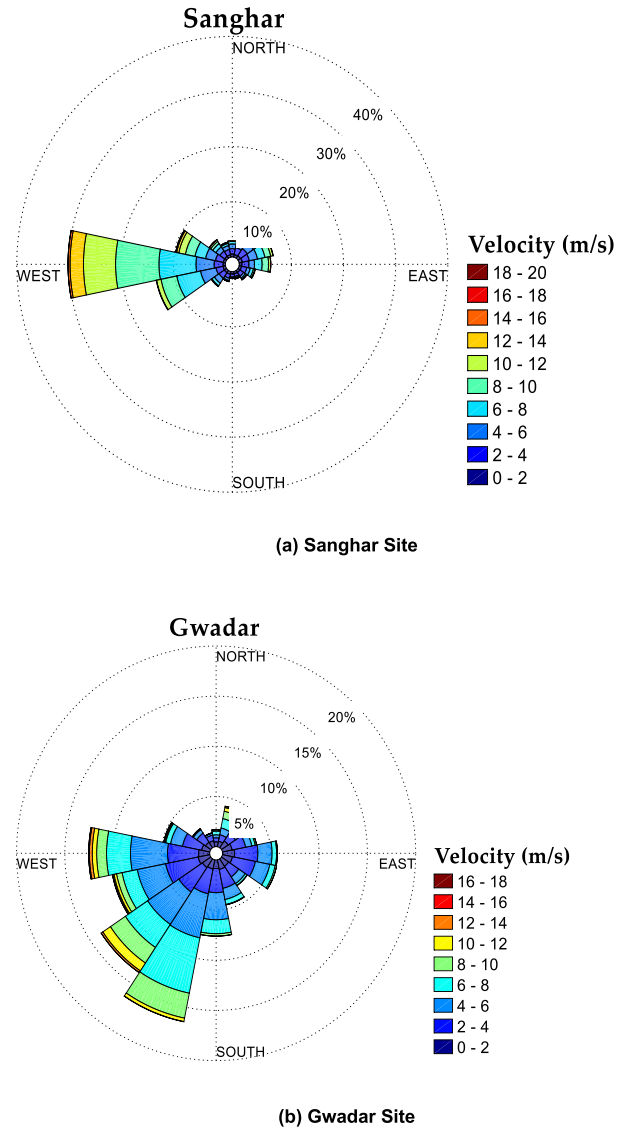 Sanghar
NORTH
40%
30%
20%
10%
WEST
EAST
SOUTH
Velocity (m/s)
18 - 20
16 - 18
14 - 16
12 - 14
10 - 12
8 - 10
6 - 8
4 - 6
2 - 4
0 - 2
(a) Sanghar Site
Gwadar
NORTH
20%
15%
10%
5%
WEST
EAST
SOUTH
Velocity (m/s)
16 - 18
14 - 16
12 - 14
10 - 12
8 - 10
6 - 8
4 - 6
2 - 4
0 - 2
(b) Gwadar Site